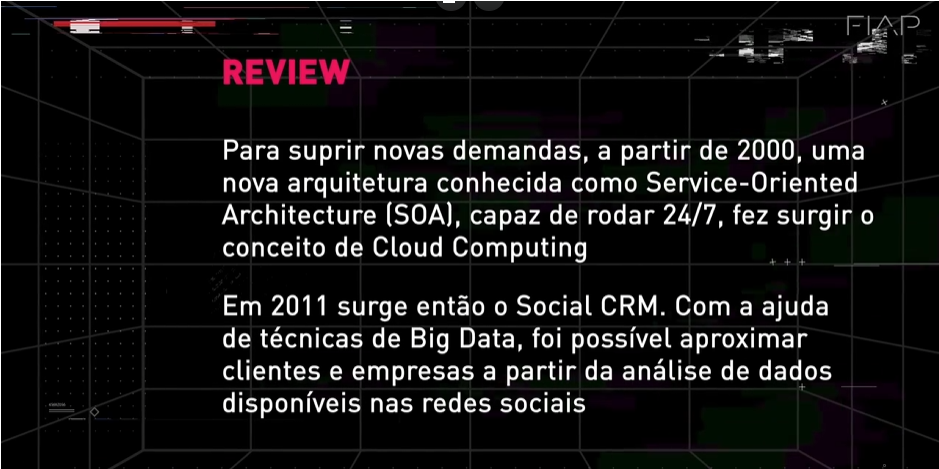 FIAP
REVIEW
Para suprir novas demandas, a partir de 2000, uma
nova arquitetura conhecida como Service-Oriented
Architecture (SOA), capaz de rodar 24/7, fez surgir o
conceito de Cloud Computing
Em 2011 surge então o Social CRM. Com a ajuda
de técnicas de Big Data, foi possível aproximar
clientes e empresas a partir da análise de dados
disponíveis nas redes sociais